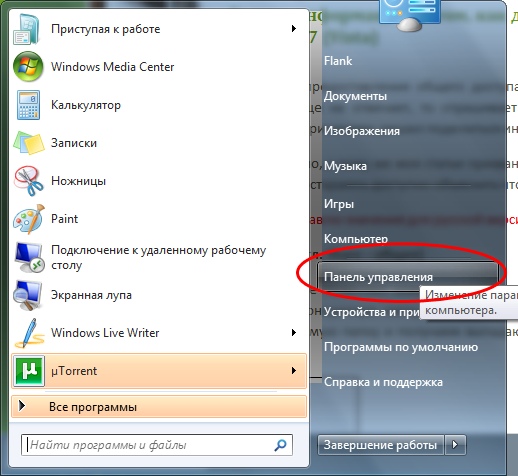 Приступая к работе
Windows Media Center
Калькулятор
Записки
Ножницы
Paint
Подключение к удаленному рабочему
столу
Экранная лупа
Windows Live Writer
µTorrent
Все программы
Найти программы и файлы
Flank
Документы
Изображения
Музыка
Игры
Компьютер
Панель управления
Изменение пара
компьютера.
Устройства и при
Программы по умолчанию
Справка и поддержка
Завершение работы